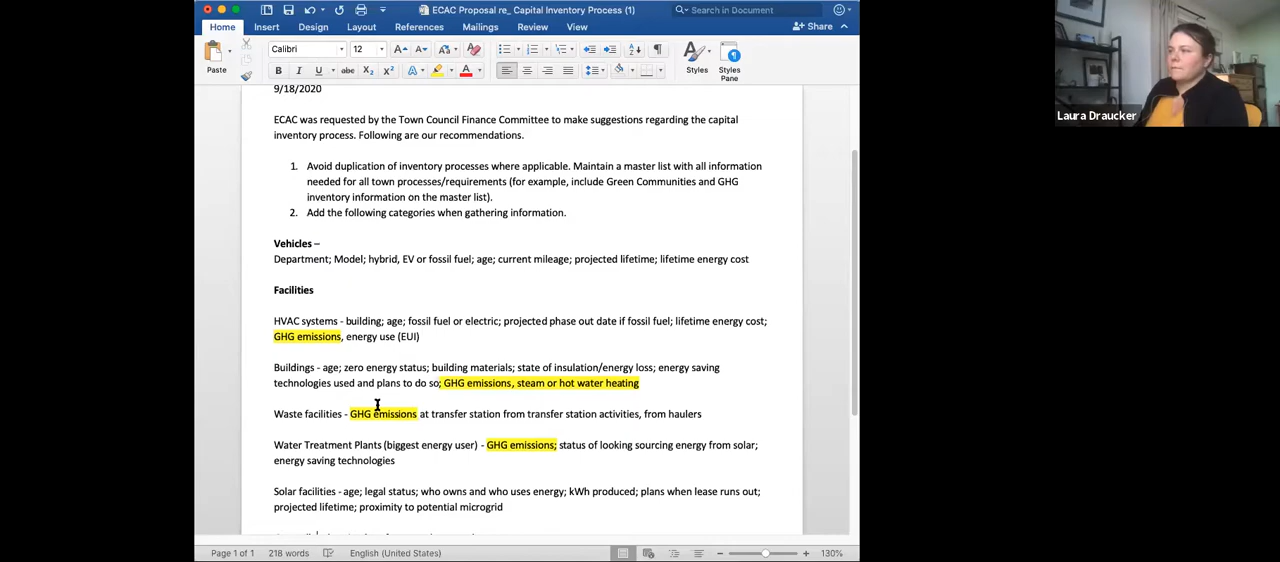 ECAC Proposal re_ Capital Inventory Process (1)
Search in Document
Home Insert Design Layout References Mailings Review View
Share
Calibri 12
Paste
Styles
Styles Pane
9/18/2020
ECAC was requested by the Town Council Finance Committee to make suggestions regarding the capital
inventory process. Following are our recommendations.
1. Avoid duplication of inventory processes where applicable. Maintain a master list with all information
needed for all town processes/requirements (for example, include Green Communities and GHG
inventory information on the master list).
2. Add the following categories when gathering information.
Vehicles –
Department; Model; hybrid, EV or fossil fuel; age; current mileage; projected lifetime; lifetime energy cost
Facilities
HVAC systems - building; age; fossil fuel or electric; projected phase out date if fossil fuel; lifetime energy cost;
GHG emissions, energy use (EUI)
Buildings - age; zero energy status; building materials; state of insulation/energy loss; energy saving
technologies used and plans to do so; GHG emissions, steam or hot water heating
Waste facilities - GHG emissions at transfer station from transfer station activities, from haulers
Water Treatment Plants (biggest energy user) - GHG emissions; status of looking sourcing energy from solar;
energy saving technologies
Solar facilities - age; legal status; who owns and who uses energy; kWh produced; plans when lease runs out;
projected lifetime; proximity to potential microgrid
Page 1 of 1 218 words English (United States) 130%
Laura Draucker